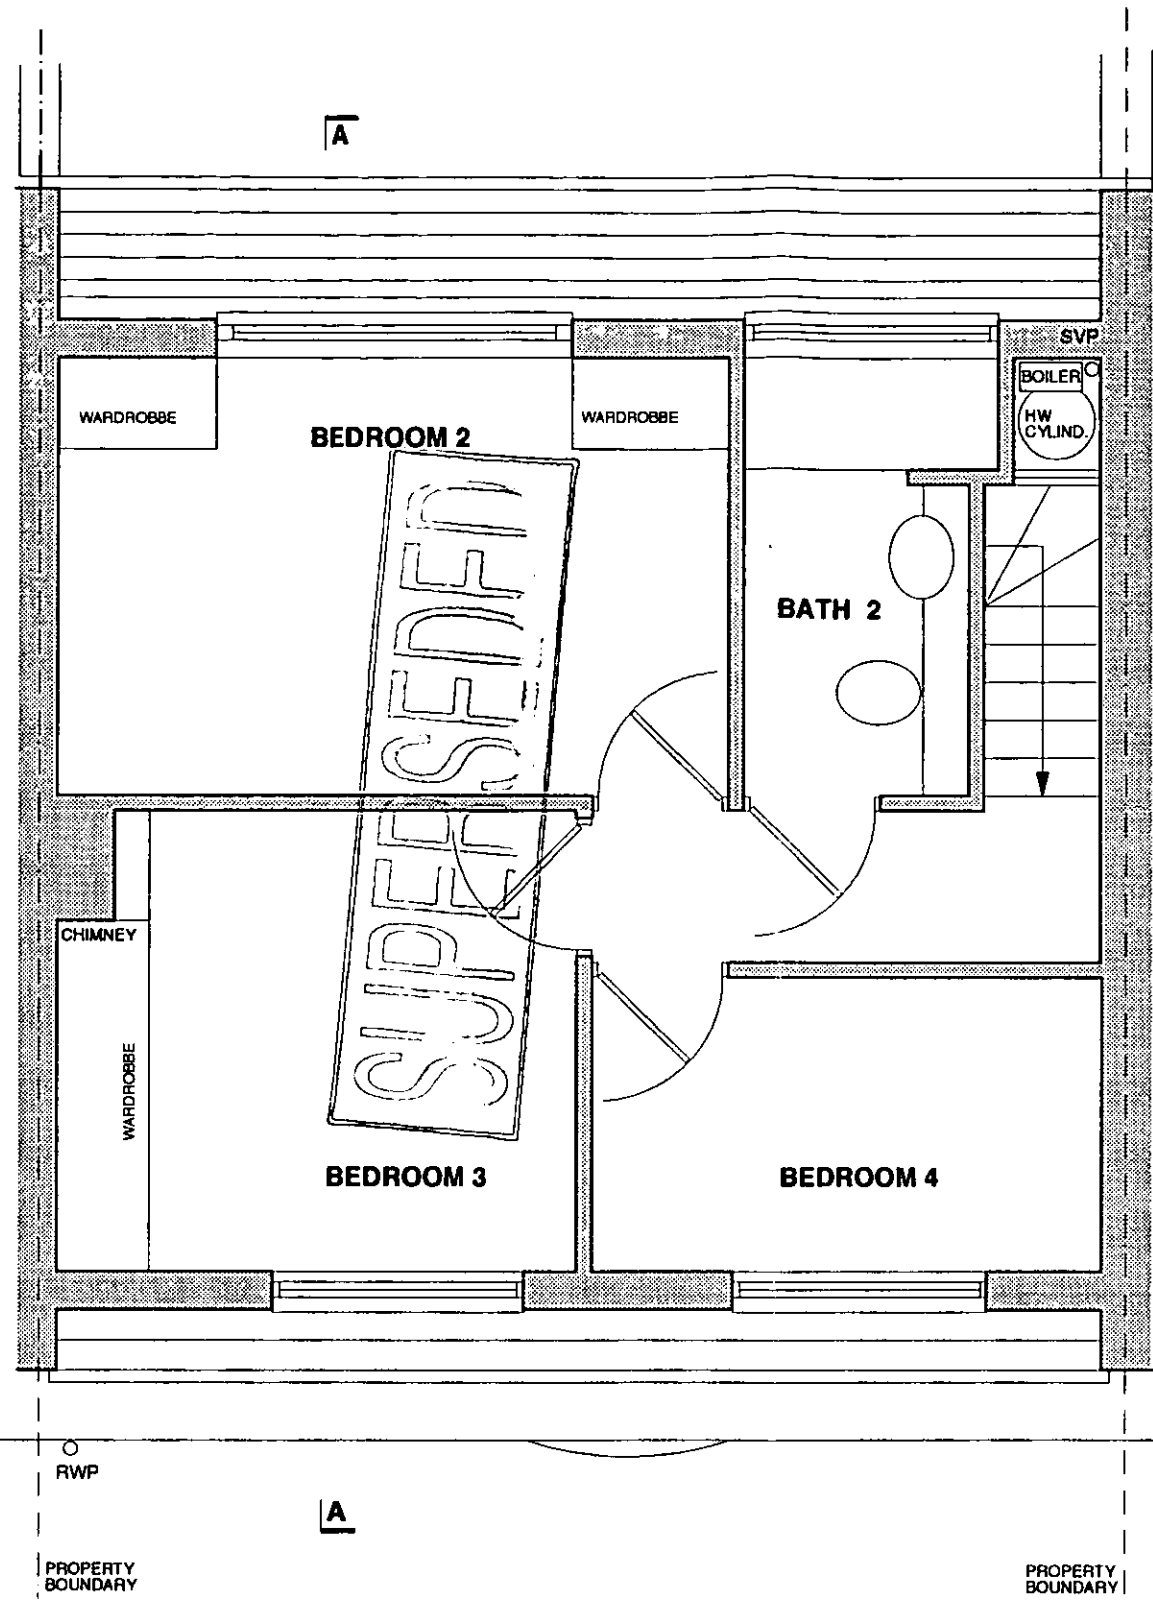 A
SVP
BOILER
HW
CYLIND.
WARDROBBE
WARDROBBE
BEDROOM 2
SUPERSEDED
BATH 2
CHIMNEY
WARDROBBE
BEDROOM 3
BEDROOM 4
RWP
A
PROPERTY
BOUNDARY
PROPERTY
BOUNDARY